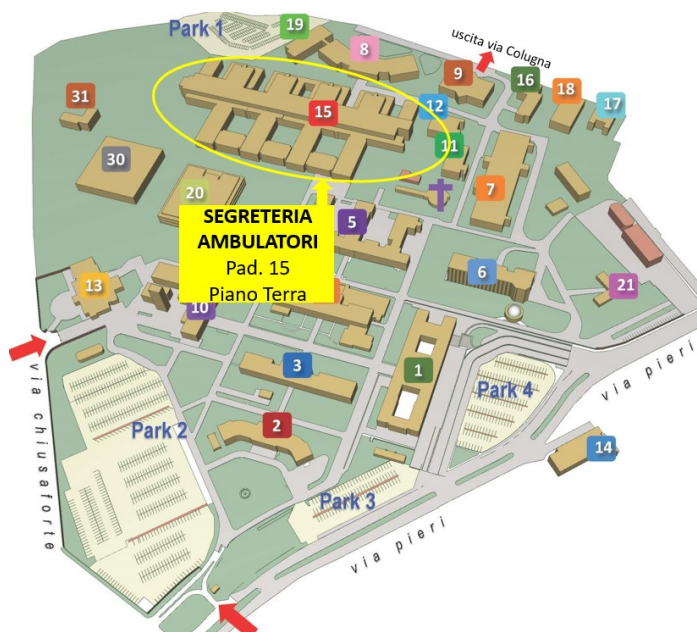 19
Park 1
8
uscita via Colugna
9
16
18
17
31
12
15
11
30
7
20
5
SEGRETERIA
AMBULATORI
Pad. 15
Piano Terra
6
13
21
10
3
1
via chiusaforte
via pieri
Park 4
Park 2
2
14
Park 3
via pieri